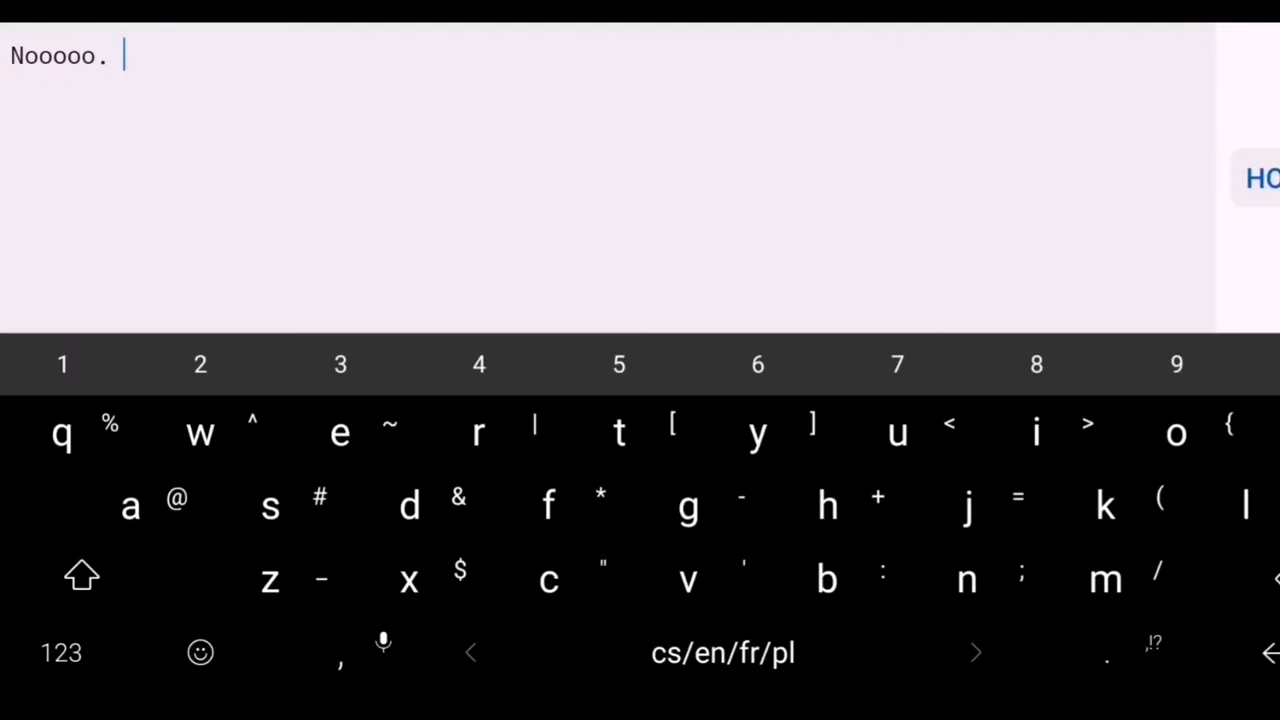 Nooooo.
HO
1 2 3 4 5 6 7 8 9
q % w ^ e ~ r | t [ y ] u < i > o {
a @ s # d & f * g - h + j = k ( l
z _ x $ c " v ' b : n ; m /
123 , < cs/en/fr/pl > . ,!?